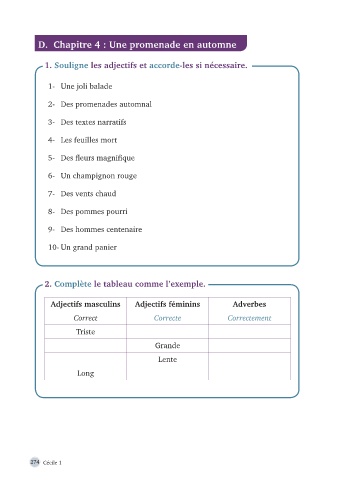 D. Chapitre 4 : Une promenade en automne
1. Souligne les adjectifs et accorde-les si nécessaire.
1- Une joli balade
2- Des promenades automnal
3- Des textes narratifs
4- Les feuilles mort
5- Des fleurs magnifique
6- Un champignon rouge
7- Des vents chaud
8- Des pommes pourri
9- Des hommes centenaire
10- Un grand panier
2. Complète le tableau comme l'exemple.
Adjectifs masculins Adjectifs féminins Adverbes
Correct Correcte Correctement
Triste
Grande
Lente
Long
274 Cécile 1